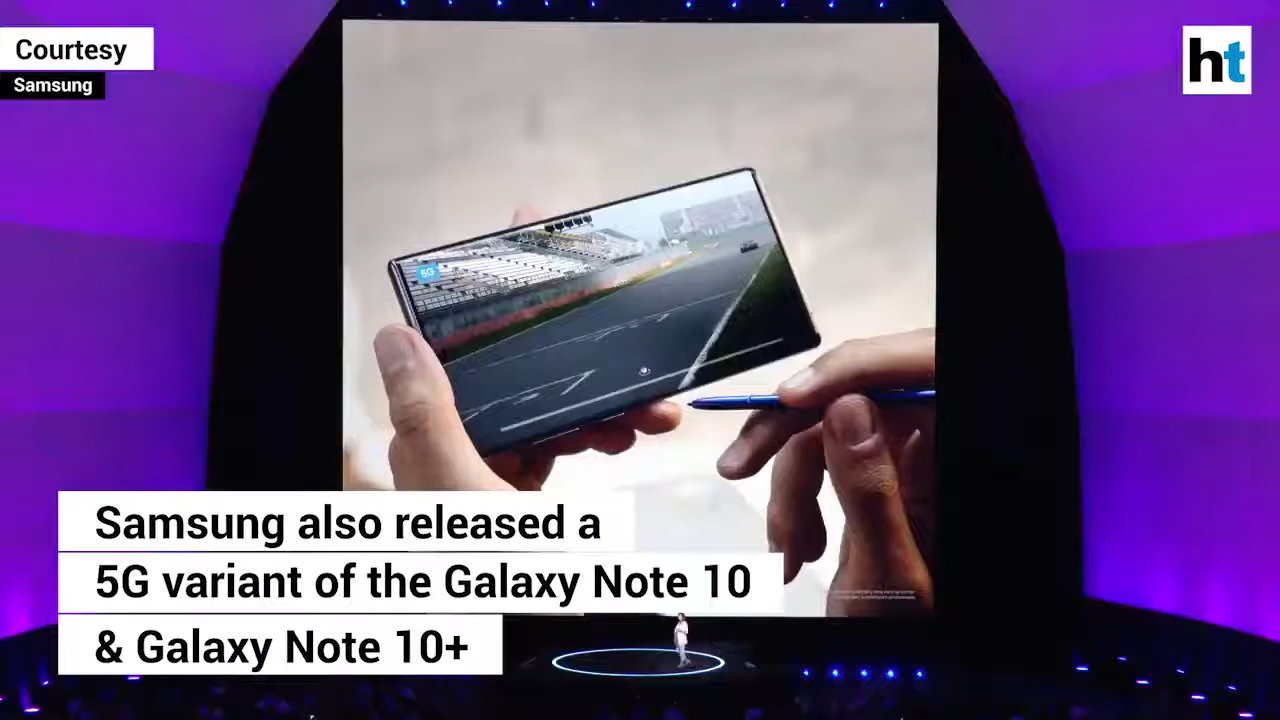 Courtesy
Samsung
ht
5G
Samsung also released a
5G variant of the Galaxy Note 10
& Galaxy Note 10+